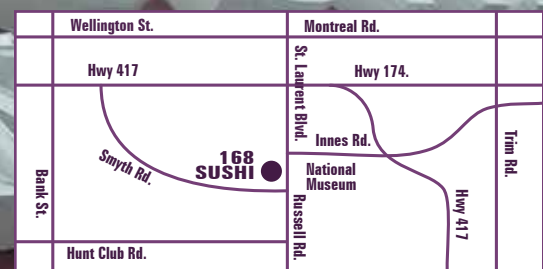 Wellington St.
Montreal Rd.
Hwy 417
St. Laurent Blvd.
Hwy 174.
Innes Rd.
Trim Rd.
Smyth Rd.
168
SUSHI
National
Museum
Bank St.
Russell Rd.
Hwy 417
Hunt Club Rd.